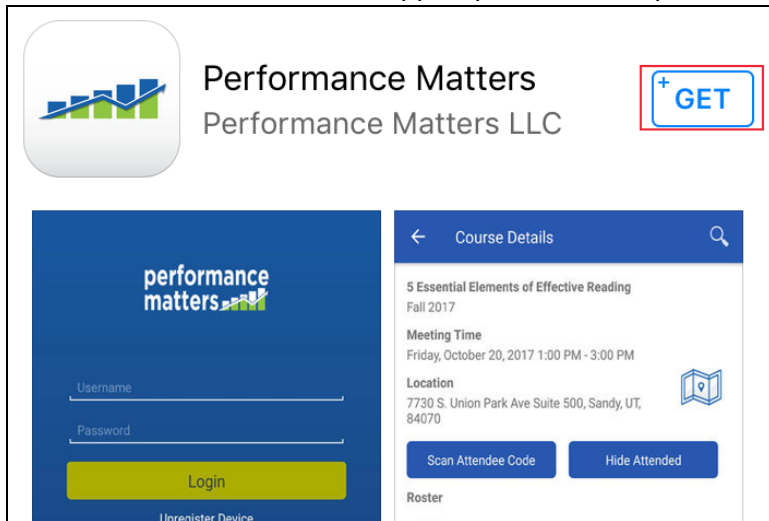 Performance Matters
Performance Matters LLC
+GET
performance
matters
Username
Password
Login
Unregister Device
Course Details
5 Essential Elements of Effective Reading
Fall 2017
Meeting Time
Friday, October 20, 2017 1:00 PM - 3:00 PM
Location
7730 S. Union Park Ave Suite 500, Sandy, UT,
84070
Scan Attendee Code
Hide Attended
Roster